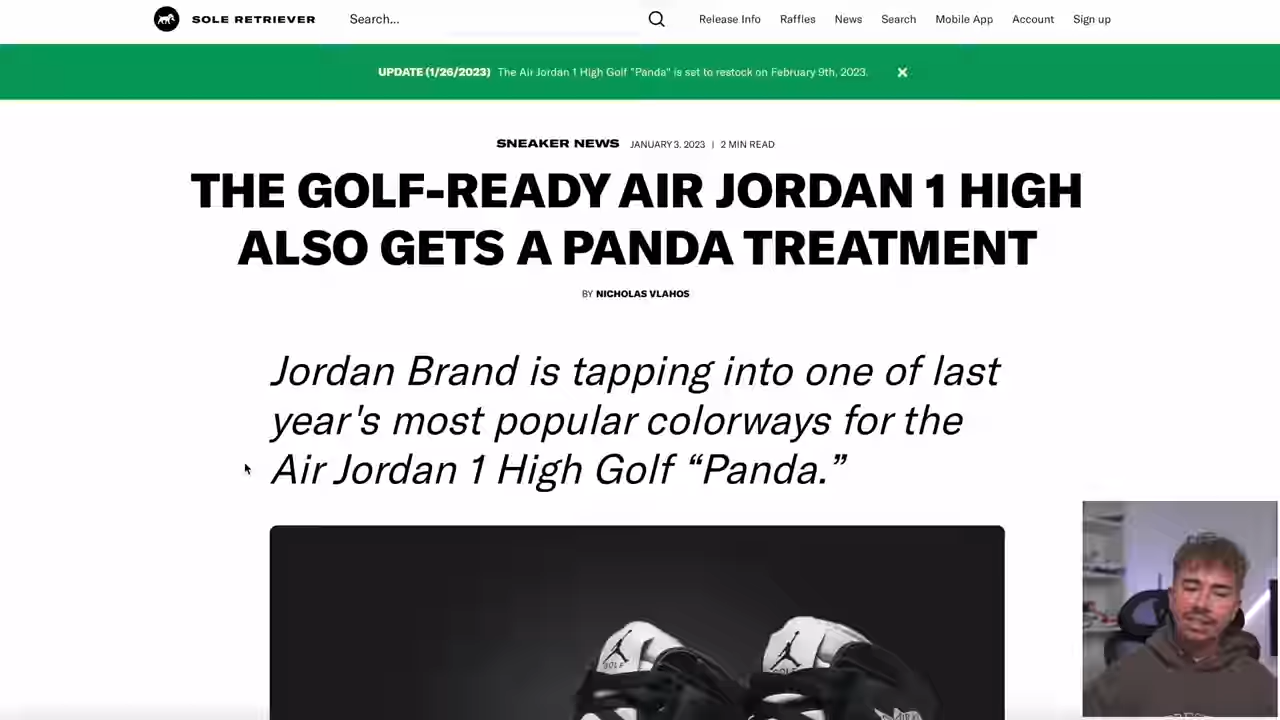 SOLE RETRIEVER
Search...
Release Info
Raffles
News
Search
Mobile App
Account
Sign up
UPDATE (1/26/2023) The Air Jordan 1 High Golf "Panda" is set to restock on February 9th, 2023.
SNEAKER NEWS JANUARY 3, 2023 | 2 MIN READ
THE GOLF-READY AIR JORDAN 1 HIGH
ALSO GETS A PANDA TREATMENT
BY NICHOLAS VLAHOS
Jordan Brand is tapping into one of last
year's most popular colorways for the
Air Jordan 1 High Golf “Panda.”
GOLF
GOLF